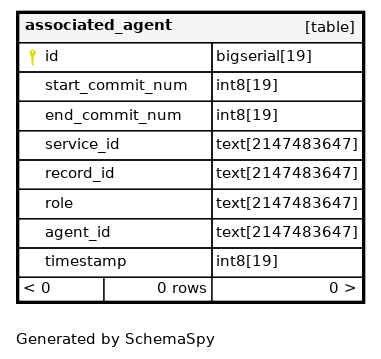 associated_agent [table]
id bigserial[19]
start_commit_num int8[19]
end_commit_num int8[19]
service_id text[2147483647]
record_id text[2147483647]
role text[2147483647]
agent_id text[2147483647]
timestamp int8[19]
< 0 0 rows 0 >
Generated by SchemaSpy